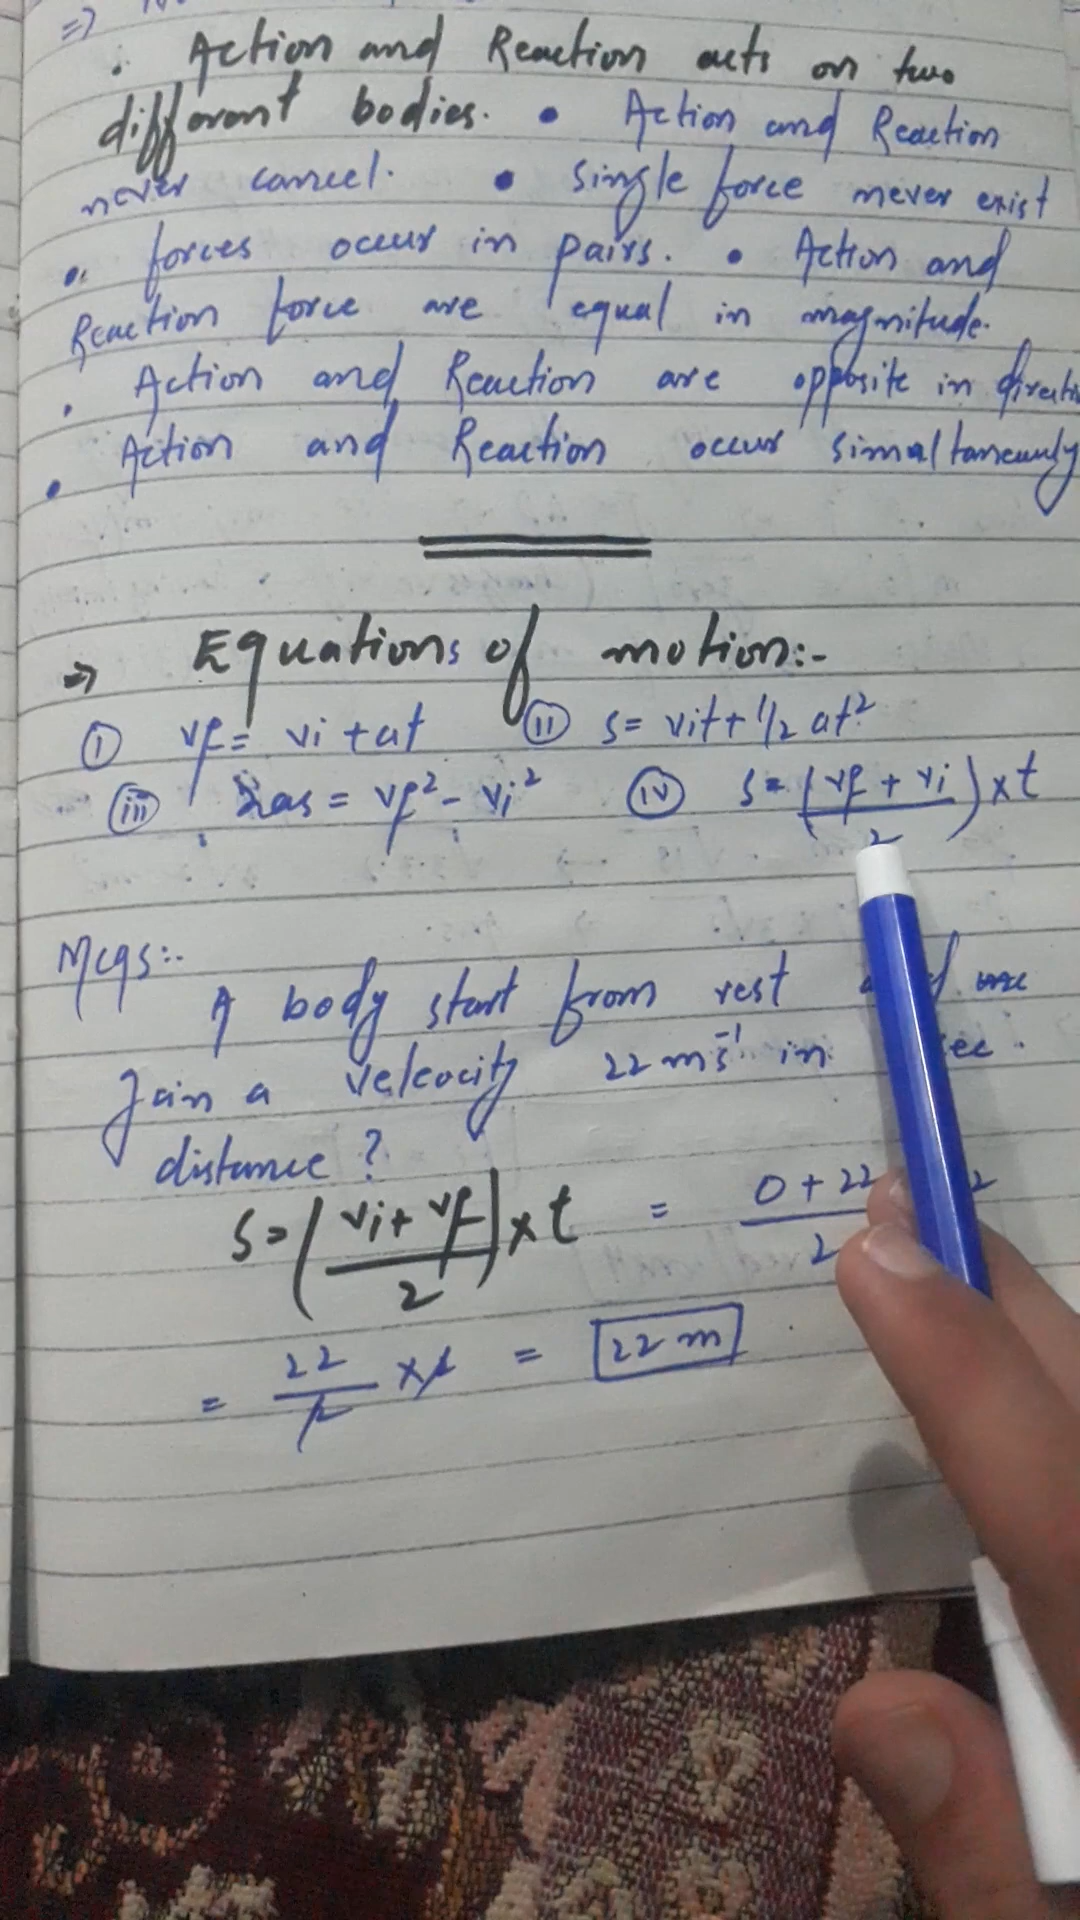 =>
∴ Action and Reaction acts on two
different bodies. • Action and Reaction
never cancel. • single force never exist
∴ forces occur in pairs. • Action and
Reaction force are equal in magnitude.
• Action and Reaction are opposite in
• Action and Reaction occur simaltaneously
=> Equations of motion:-
(i) vf = vi + at (ii) s = vit + 1/2 at²
(iii) 2as = vf² - vi² (iv) s = (vf + vi / 2) × t
Mcqs:-
A body start from rest
gain a velocity 22 ms⁻¹ in
distance ?
s = (vi + vf / 2) × t = 0 + 22 / 2
= 22 / 2 × 2 = 22 m